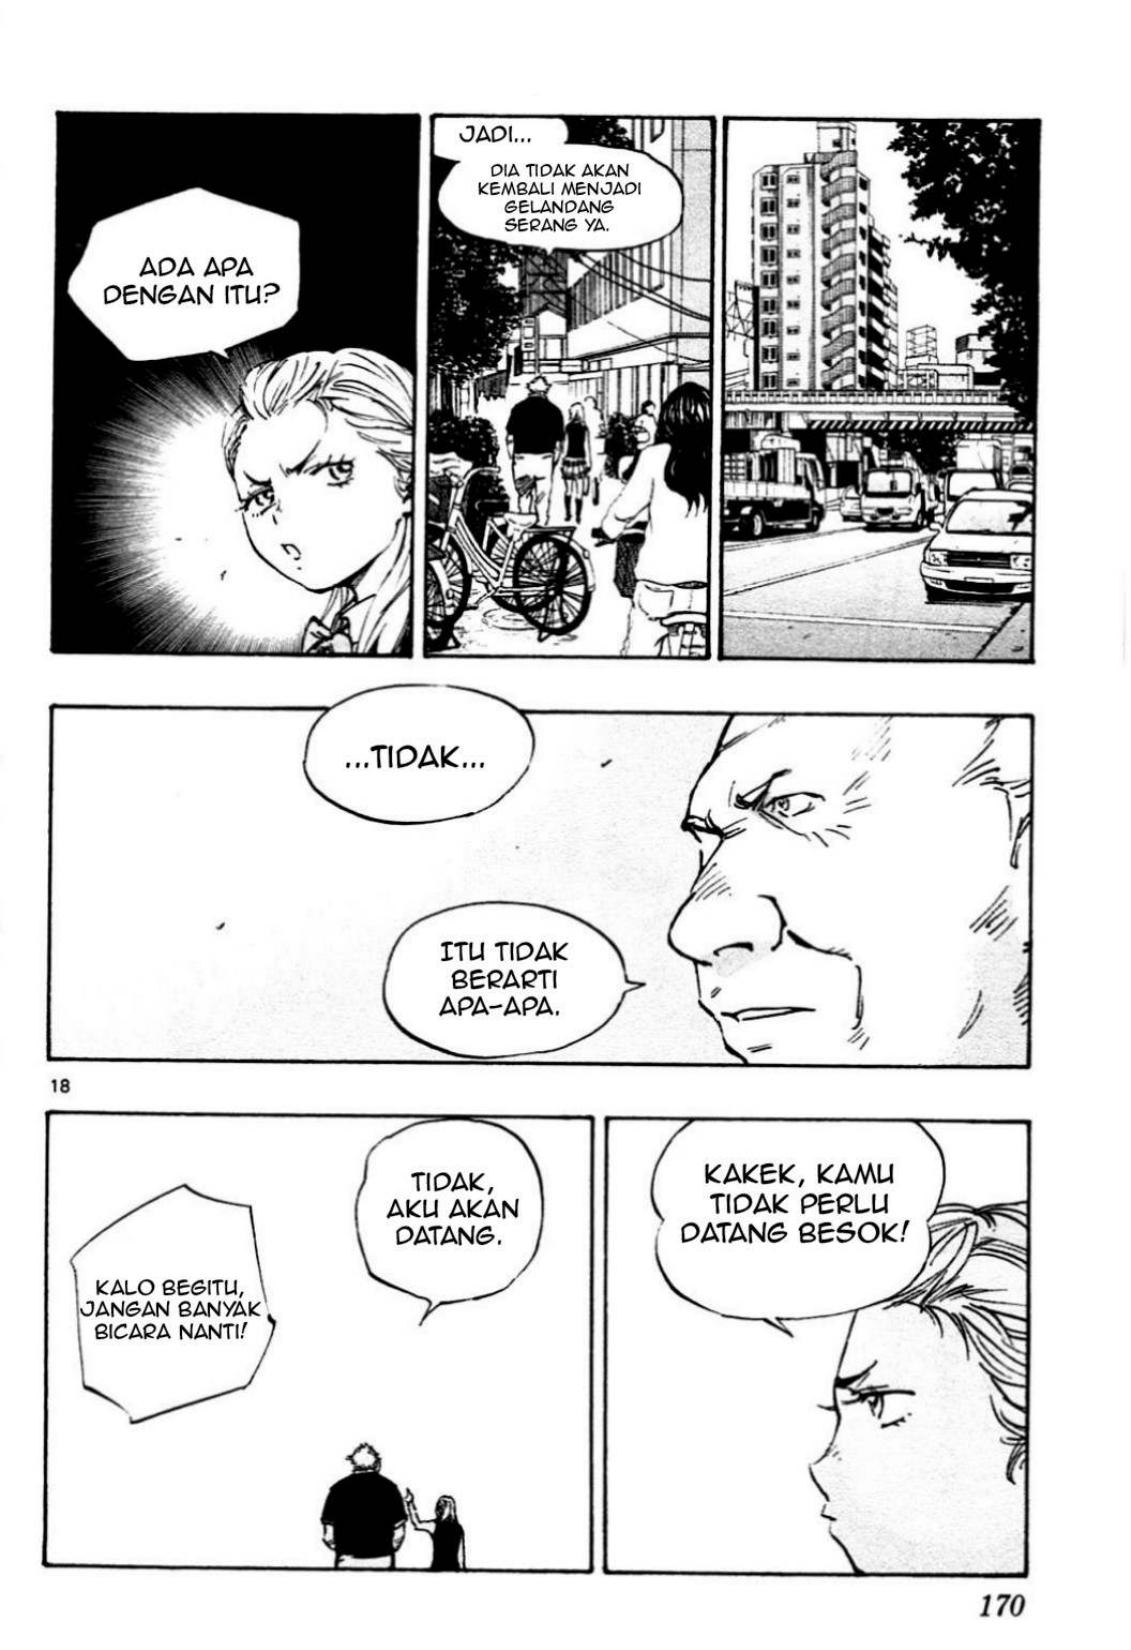 JADI...
DIA TIDAK AKAN
KEMBALI MENJADI
GELANDANG
SERANG YA.
ADA APA
DENGAN ITU?
...TIDAK...
ITU TIDAK
BERARTI
APA-APA.
18
KAKEK, KAMU
TIDAK PERLU
DATANG BESOK!
TIDAK,
AKU AKAN
DATANG.
KALO BEGITU,
JANGAN BANYAK
BICARA NANTI!
170